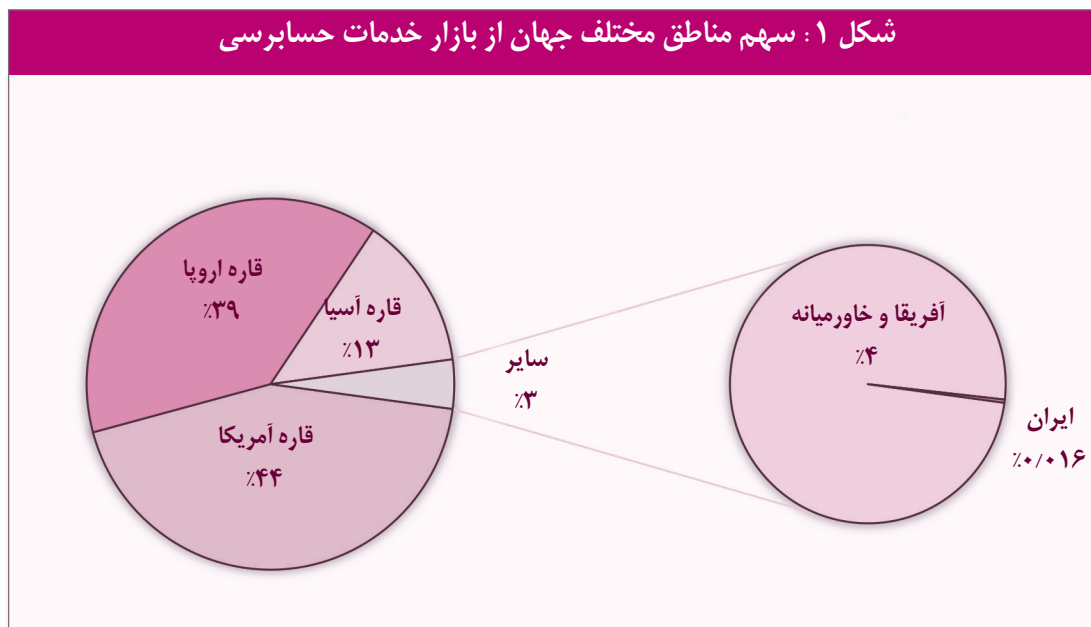 شکل ۱: سهم مناطق مختلف جهان از بازار خدمات حسابرسی
قاره اروپا
٪۳۹
قاره آسیا
٪۱۳
سایر
٪۳
قاره آمریکا
٪۴۴
آفریقا و خاورمیانه
٪۴
ایران
٪۰/۰۱۶